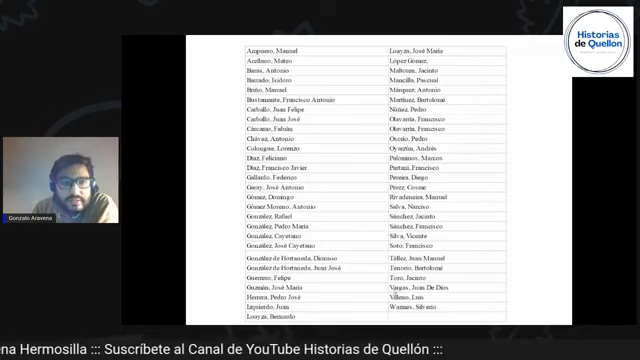 Historias
de Quellon
Ampuero, Manuel Loayza, José María
Arellano, Mateo López Gómez,
Baras, Antonio Maltorra, Jacinto
Barrado, Isidoro Mancilla, Pascual
Briño, Manuel Márquez, Antonio
Bustamante, Francisco Antonio Martínez, Bartolomé
Carballo, Juan Felipe Núñez, Pedro
Carballo, Juan José Olavarría, Francisco
Cárcamo, Fabián Olavarría, Francisco
Chávez, Antonio Osorio, Pedro
Colongue, Lorenzo Oyarzún, Andrés
Díaz, Feliciano Palominos, Marcos
Díaz, Francisco Javier Partani, Francisco
Gallardo, Federico Pereira, Diego
Garay, José Antonio Pérez, Cosme
Gómez, Domingo Rivadeneira, Manuel
Gómez Moreno, Antonio Salva, Narciso
González, Rafael Sánchez, Jacinto
González, Pedro María Sánchez, Francisco
González, Cayetano Silva, Vicente
González, José Cayetano Soto, Francisco
González de Hortaneda, Dionisio Téllez, Juan Manuel
González de Hortaneda, Juan José Tenorio, Bartolomé
Guerrero, Felipe Toro, Jacinto
Guzmán, José María Vargas, Juan De Dios
Herrera, Pedro José Villeno, Luis
Izquierdo, Juan Warnes, Silverio
Loayza, Bernardo
Gonzalo Aravena
ena Hermosilla ::: Suscríbete al Canal de YouTube Historias de Quellón :::